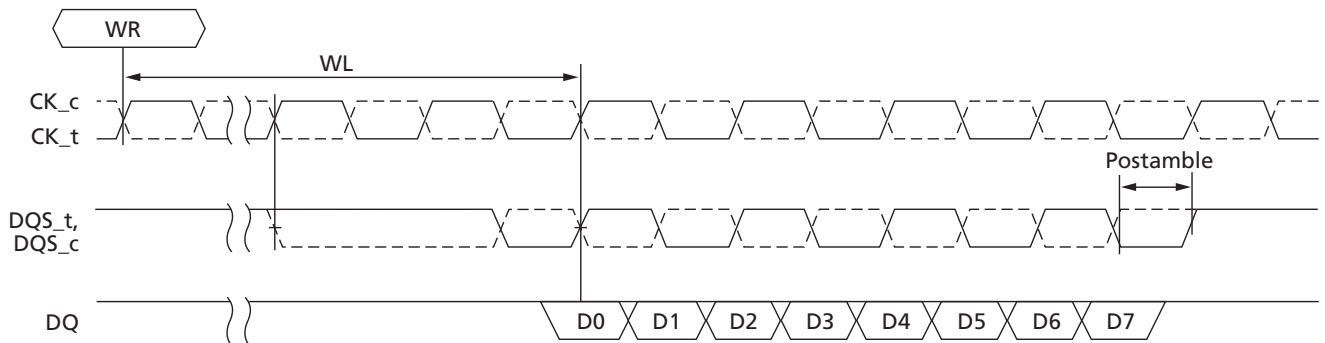 WR
WL
CK_c
CK_t
Postamble
DQS_t,
DQS_c
DQ
D0 D1 D2 D3 D4 D5 D6 D7